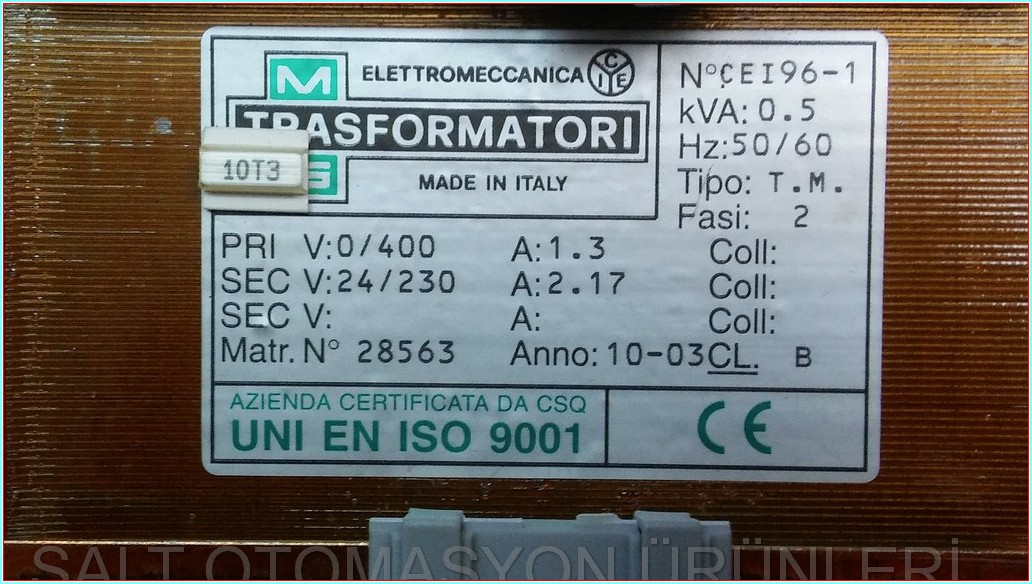 M
ELETTROMECCANICA
CIE
TRASFORMATORI
10T3
G
MADE IN ITALY
N° CEI96-1
kVA: 0.5
Hz: 50/60
Tipo: T.M.
Fasi: 2
PRI V: 0/400 A: 1.3 Coll:
SEC V: 24/230 A: 2.17 Coll:
SEC V: A: Coll:
Matr. N° 28563 Anno: 10-03 CL. B
AZIENDA CERTIFICATA DA CSQ
UNI EN ISO 9001
CE
SALT OTOMASYON ÜRÜNLERİ